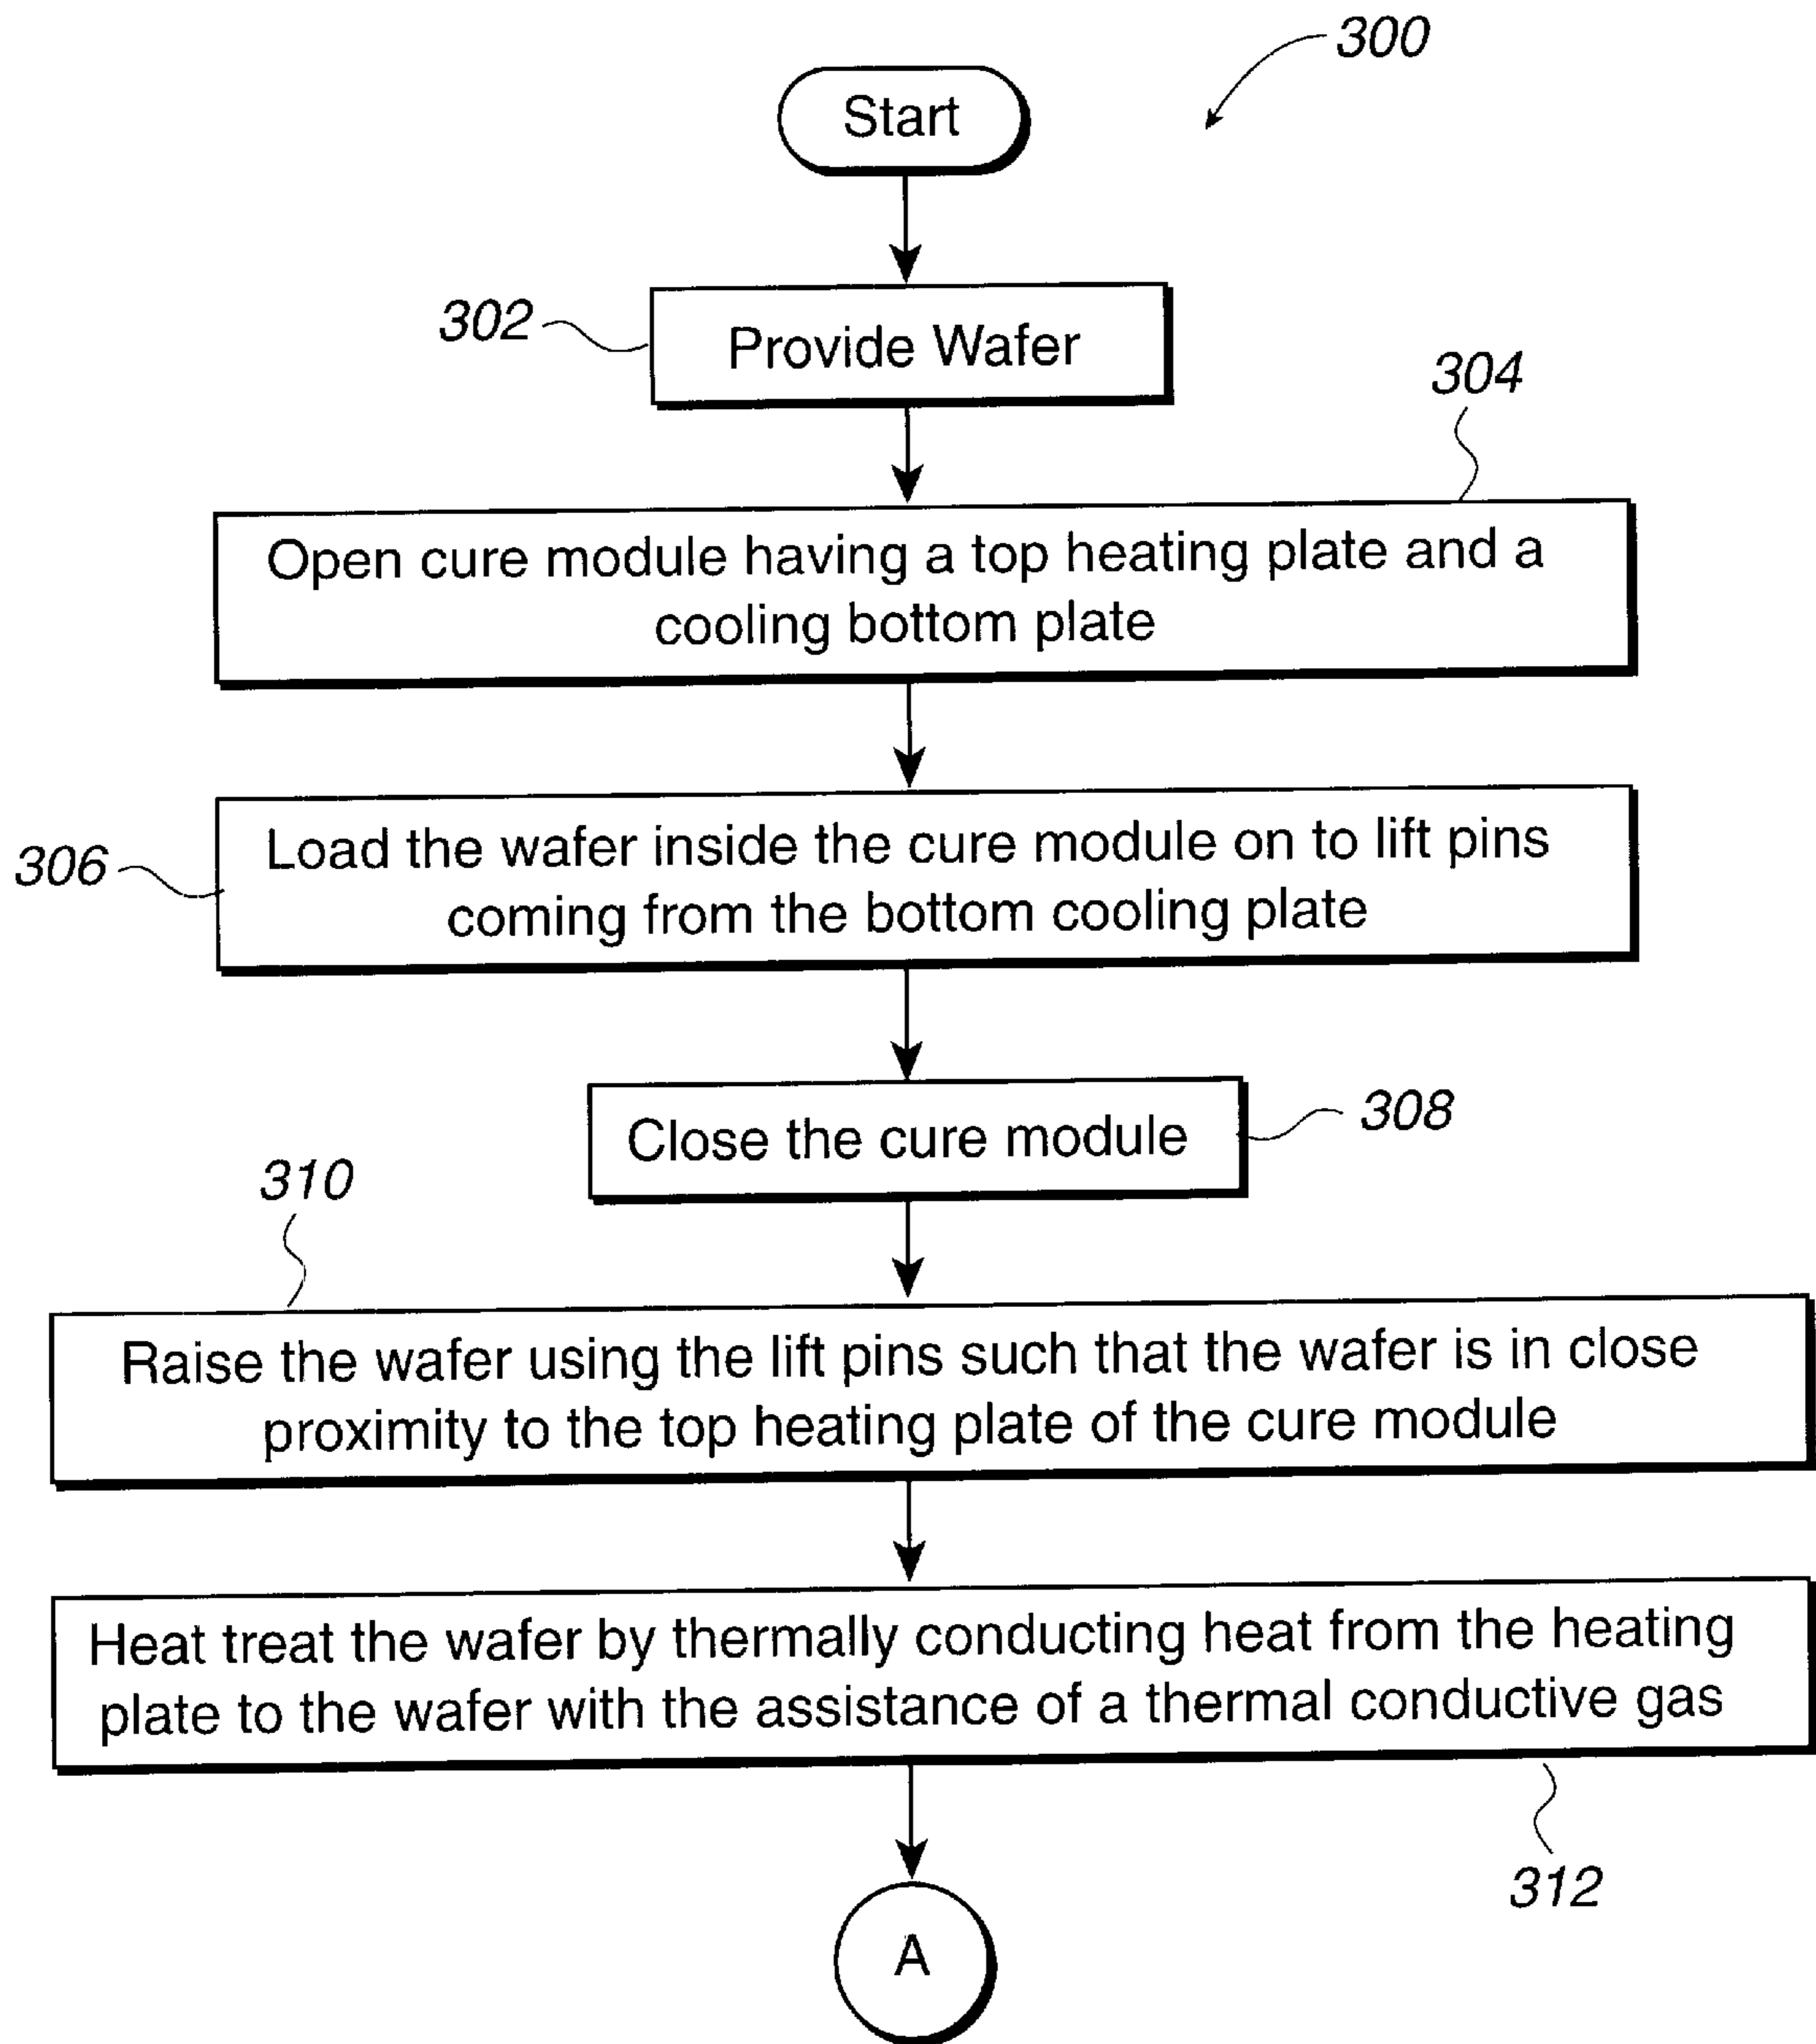 300
Start
302
Provide Wafer
304
Open cure module having a top heating plate and a
cooling bottom plate
306
Load the wafer inside the cure module on to lift pins
coming from the bottom cooling plate
308
Close the cure module
310
Raise the wafer using the lift pins such that the wafer is in close
proximity to the top heating plate of the cure module
Heat treat the wafer by thermally conducting heat from the heating
plate to the wafer with the assistance of a thermal conductive gas
312
A